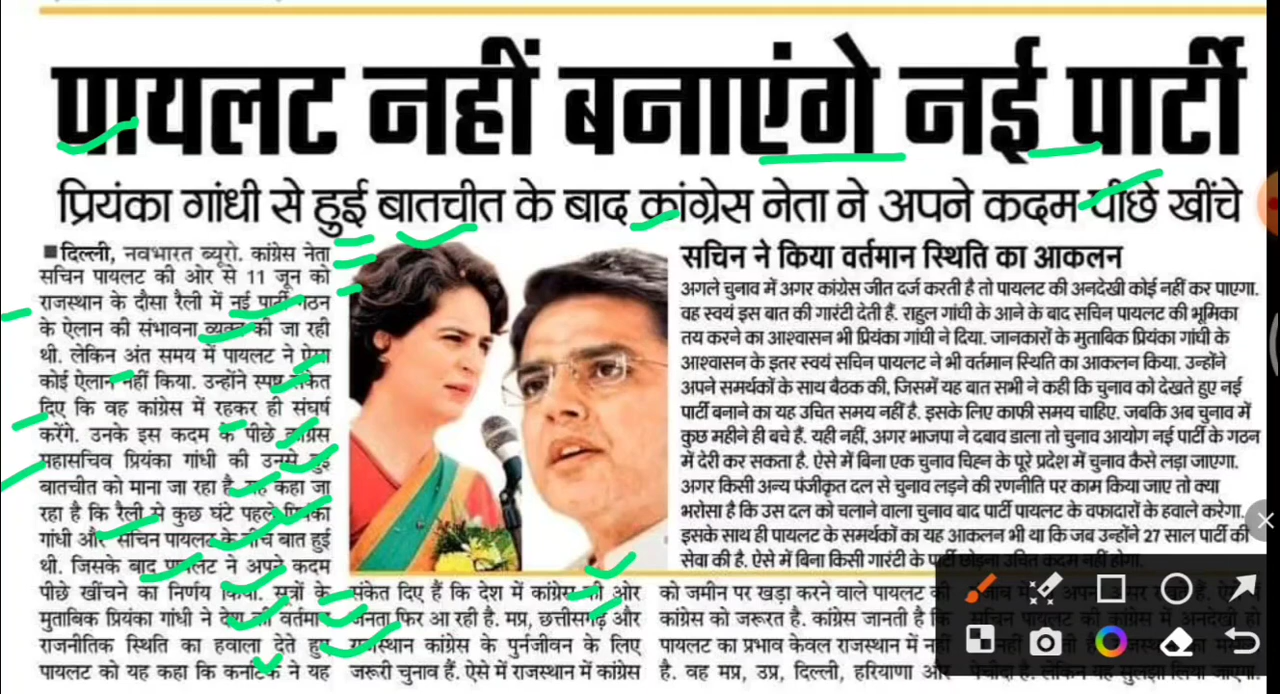 पायलट नहीं बनाएंगे नई पार्टी
प्रियंका गांधी से हुई बातचीत के बाद कांग्रेस नेता ने अपने कदम पीछे खींचे
■ दिल्ली, नवभारत ब्यूरो. कांग्रेस नेता
सचिन पायलट की ओर से 11 जून को
राजस्थान के दौसा रैली में नई पार्टी गठन
के ऐलान की संभावना व्यक्त की जा रही
थी. लेकिन अंत समय में पायलट ने ऐसा
कोई ऐलान नहीं किया. उन्होंने स्पष्ट संकेत
दिए कि वह कांग्रेस में रहकर ही संघर्ष
करेंगे. उनके इस कदम के पीछे कांग्रेस
महासचिव प्रियंका गांधी की उनसे हुई
बातचीत को माना जा रहा है. यह कहा जा
रहा है कि रैली से कुछ घंटे पहले प्रियंका
गांधी और सचिन पायलट के बीच बात हुई
थी. जिसके बाद पायलट ने अपने कदम
पीछे खींचने का निर्णय किया. सूत्रों के
मुताबिक प्रियंका गांधी ने देश की वर्तमान
राजनीतिक स्थिति का हवाला देते हुए
पायलट को यह कहा कि कर्नाटक ने यह
संकेत दिए हैं कि देश में कांग्रेस की ओर
जनता फिर आ रही है. मप्र, छत्तीसगढ़ और
राजस्थान कांग्रेस के पुर्नजीवन के लिए
जरूरी चुनाव हैं. ऐसे में राजस्थान में कांग्रेस
सचिन ने किया वर्तमान स्थिति का आकलन
अगले चुनाव में अगर कांग्रेस जीत दर्ज करती है तो पायलट की अनदेखी कोई नहीं कर पाएगा.
वह स्वयं इस बात की गारंटी देती हैं. राहुल गांधी के आने के बाद सचिन पायलट की भूमिका
तय करने का आश्वासन भी प्रियंका गांधी ने दिया. जानकारों के मुताबिक प्रियंका गांधी के
आश्वासन के इतर स्वयं सचिन पायलट ने भी वर्तमान स्थिति का आकलन किया. उन्होंने
अपने समर्थकों के साथ बैठक की, जिसमें यह बात सभी ने कही कि चुनाव को देखते हुए नई
पार्टी बनाने का यह उचित समय नहीं है. इसके लिए काफी समय चाहिए. जबकि अब चुनाव में
कुछ महीने ही बचे हैं. यही नहीं, अगर भाजपा ने दबाव डाला तो चुनाव आयोग नई पार्टी के गठन
में देरी कर सकता है. ऐसे में बिना एक चुनाव चिह्न के पूरे प्रदेश में चुनाव कैसे लड़ा जाएगा.
अगर किसी अन्य पंजीकृत दल से चुनाव लड़ने की रणनीति पर काम किया जाए तो क्या
भरोसा है कि उस दल को चलाने वाला चुनाव बाद पार्टी पायलट के वफादारों के हवाले करेगा.
इसके साथ ही पायलट के समर्थकों का यह आकलन भी था कि जब उन्होंने 27 साल पार्टी की
सेवा की है. ऐसे में बिना किसी गारंटी के पार्टी छोड़ना उचित कदम नहीं होगा.
को जमीन पर खड़ा करने वाले पायलट की
कांग्रेस को जरूरत है. कांग्रेस जानती है कि
पायलट का प्रभाव केवल राजस्थान में नहीं
है. वह मप्र, उप्र, दिल्ली, हरियाणा और